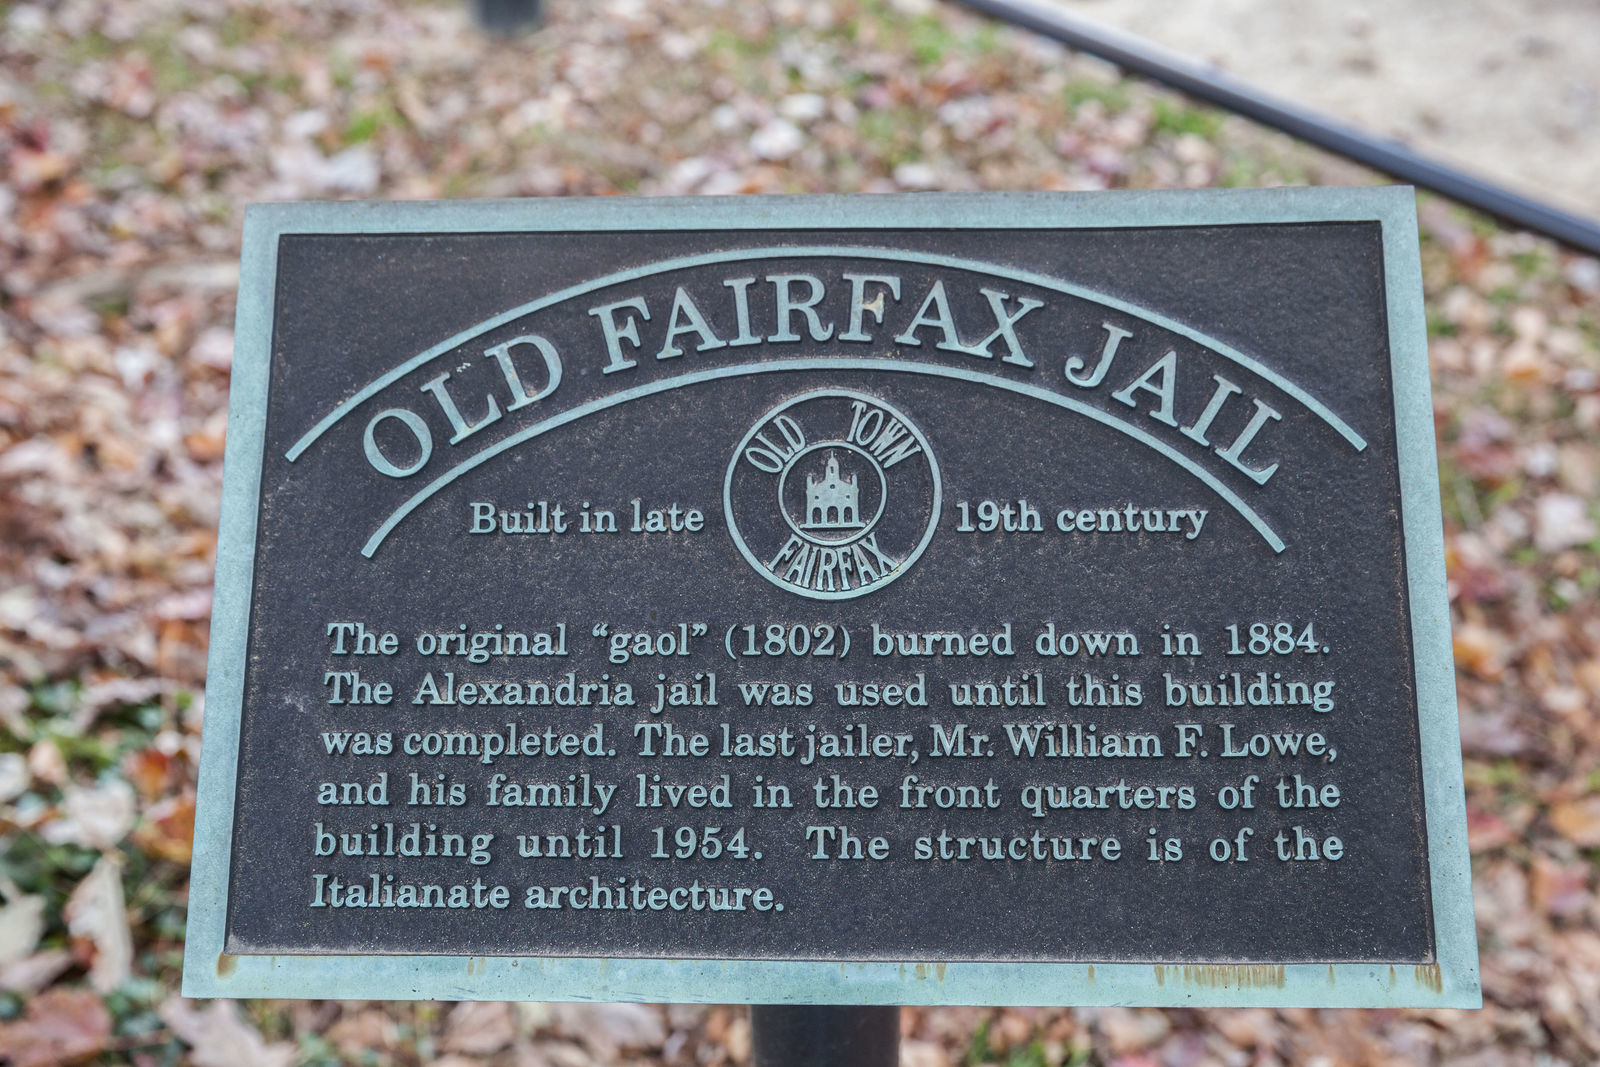 OLD FAIRFAX JAIL
OLD TOWN
FAIRFAX
Built in late 19th century
The original “gaol” (1802) burned down in 1884.
The Alexandria jail was used until this building
was completed. The last jailer, Mr. William F. Lowe,
and his family lived in the front quarters of the
building until 1954. The structure is of the
Italianate architecture.